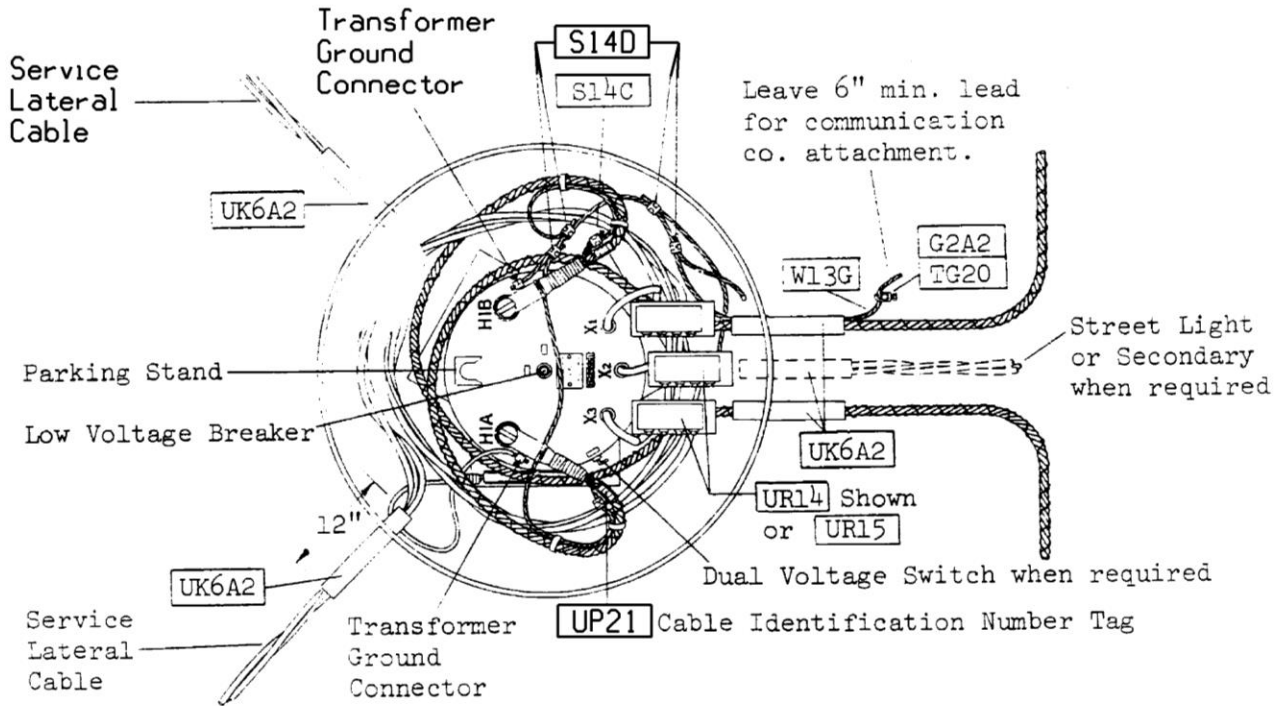 Transformer
Ground
Connector
S14D
S14C
Service
Lateral
Cable
Leave 6" min. lead
for communication
co. attachment.
UK6A2
G2A2
TG20
W13G
H1B
X1
Street Light
or Secondary
when required
Parking Stand
X2
Low Voltage Breaker
H1A
X3
UK6A2
UR14 Shown
or UR15
12"
Dual Voltage Switch when required
UK6A2
UP21 Cable Identification Number Tag
Service
Lateral
Cable
Transformer
Ground
Connector